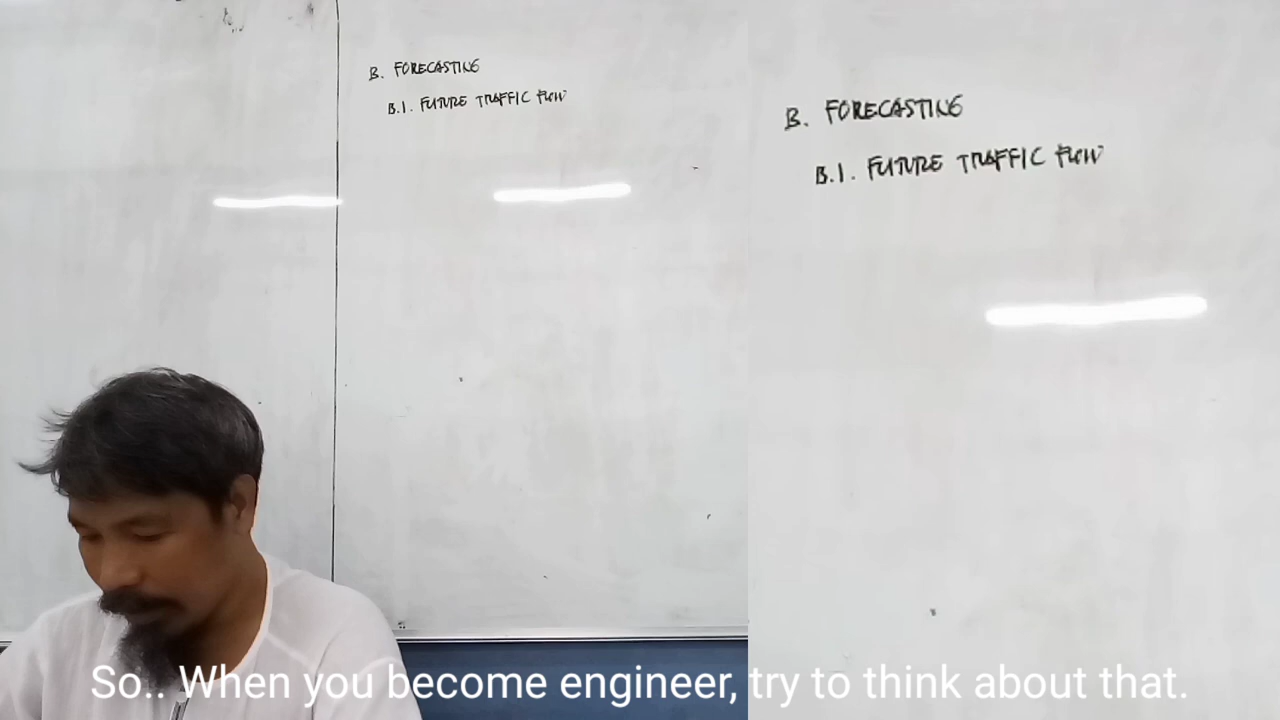 B. FORECASTING
B.1. FUTURE TRAFFIC FLOW
B. FORECASTING
B.1. FUTURE TRAFFIC FLOW
So.. When you become engineer, try to think about that.